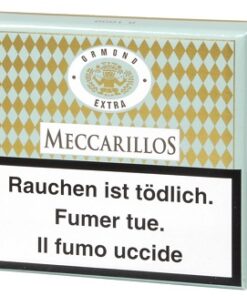 ORMOND
EXTRA
MECCARILLOS
Rauchen ist tödlich.
Fumer tue.
Il fumo uccide